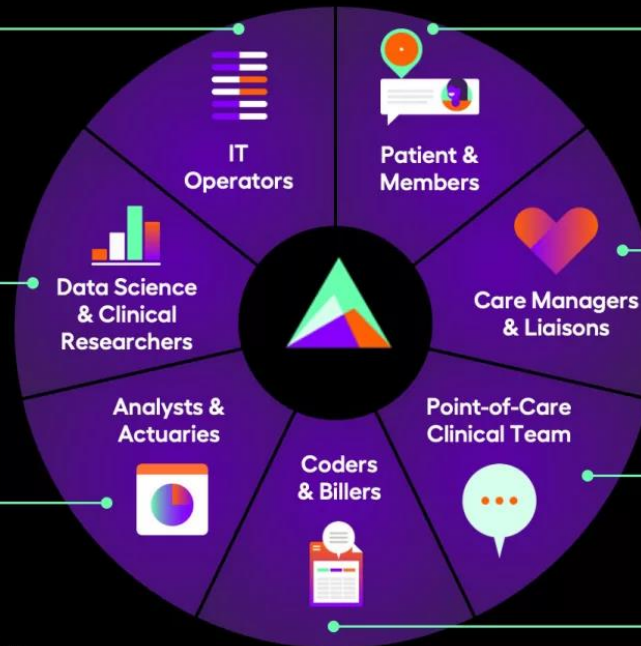 IT
Operators
Patient &
Members
Care Managers
& Liaisons
Point-of-Care
Clinical Team
Coders
& Billers
Analysts &
Actuaries
Data Science
& Clinical
Researchers